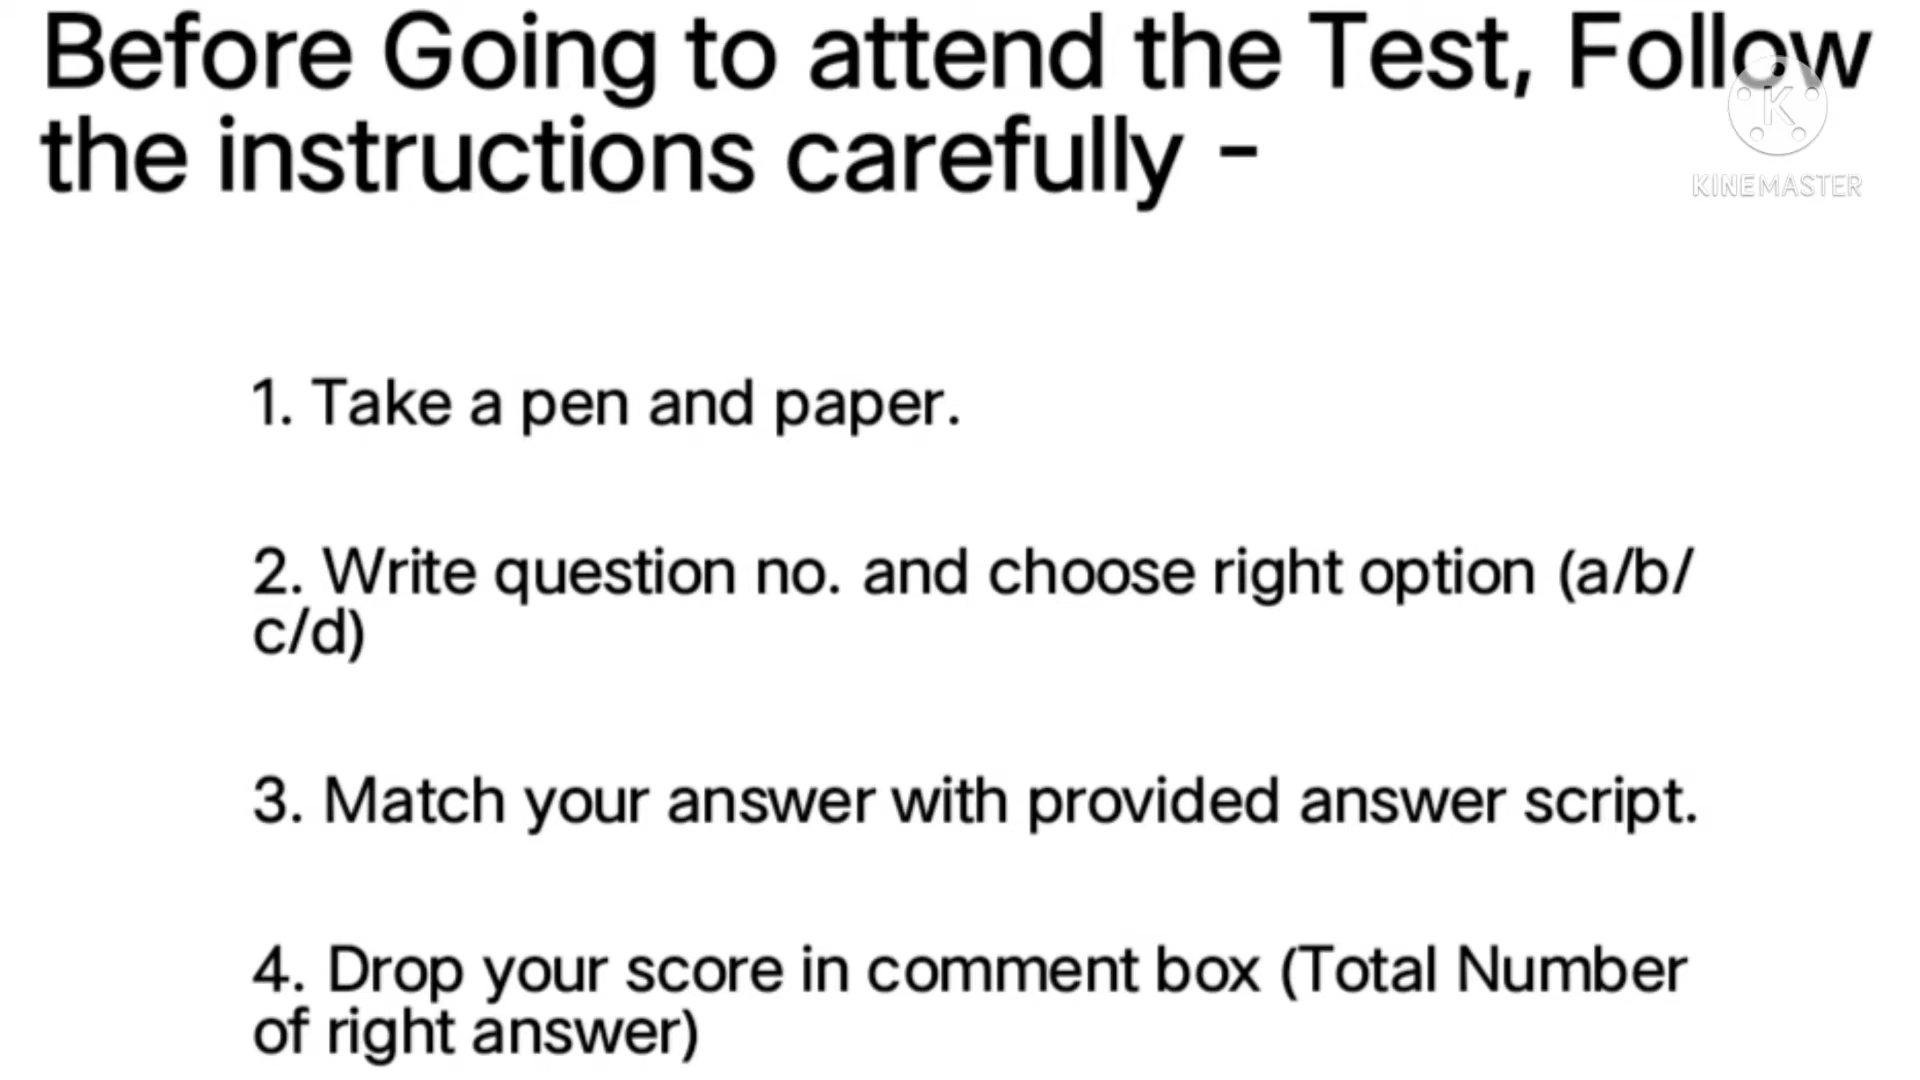 Before Going to attend the Test, Follow
the instructions carefully -
K
KINEMASTER
1. Take a pen and paper.
2. Write question no. and choose right option (a/b/
c/d)
3. Match your answer with provided answer script.
4. Drop your score in comment box (Total Number
of right answer)